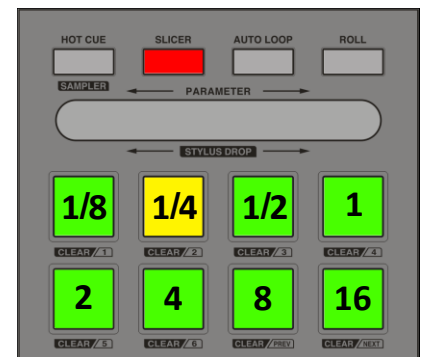 HOT CUE SLICER AUTO LOOP ROLL
SAMPLER PARAMETER
STYLUS DROP
1/8 1/4 1/2 1
CLEAR/1 CLEAR/2 CLEAR/3 CLEAR/4
2 4 8 16
CLEAR/5 CLEAR/6 CLEAR/PREV CLEAR/NEXT